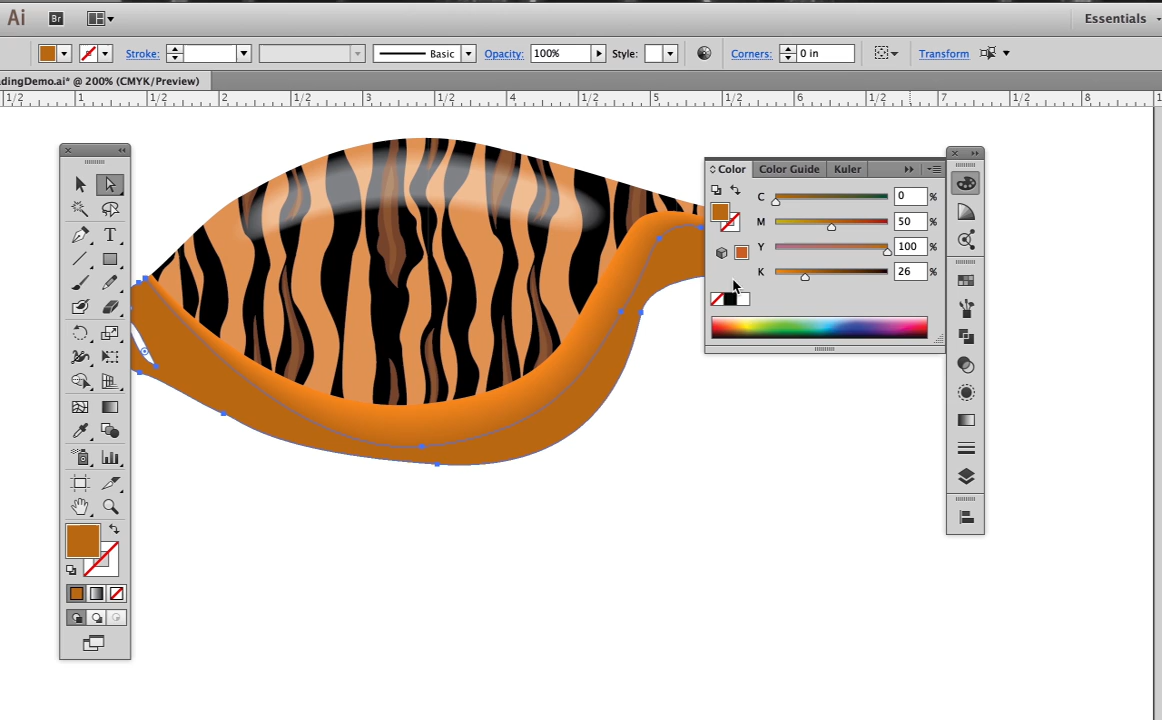 Ai Br Essentials
Stroke: Basic Opacity: 100% Style: Corners: 0 in Transform
dingDemo.ai* @ 200% (CMYK/Preview)
1/2 1 1/2 2 1/2 3 1/2 4 1/2 5 1/2 6 1/2 7 1/2 8 1
Color Color Guide Kuler
C 0 %
M 50 %
Y 100 %
K 26 %
T